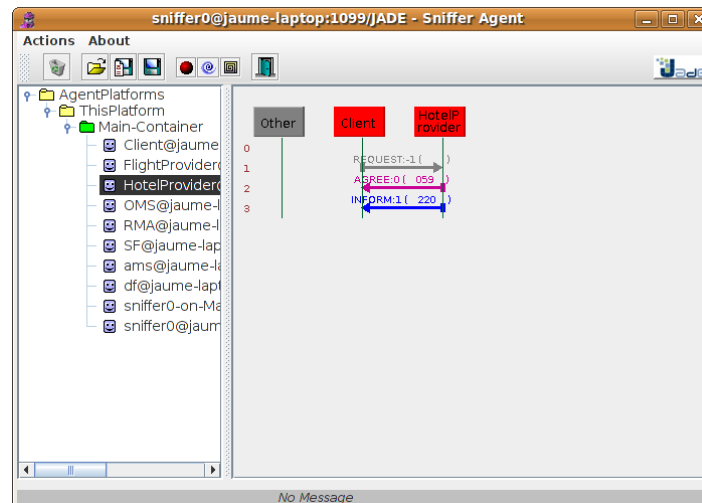 sniffer0@jaume-laptop:1099/JADE - Sniffer Agent
Actions About
Jade
AgentPlatforms
ThisPlatform
Main-Container
Client@jaume
FlightProvider(
HotelProvider(
OMS@jaume-l
RMA@jaume-l
SF@jaume-lap
ams@jaume-la
df@jaume-lapt
sniffer0-on-Ma
sniffer0@jaum
Other Client HotelP
rovider
0
1 REQUEST:-1 ( )
2 AGREE:0 ( 059 )
3 INFORM:1 ( 220 )
No Message